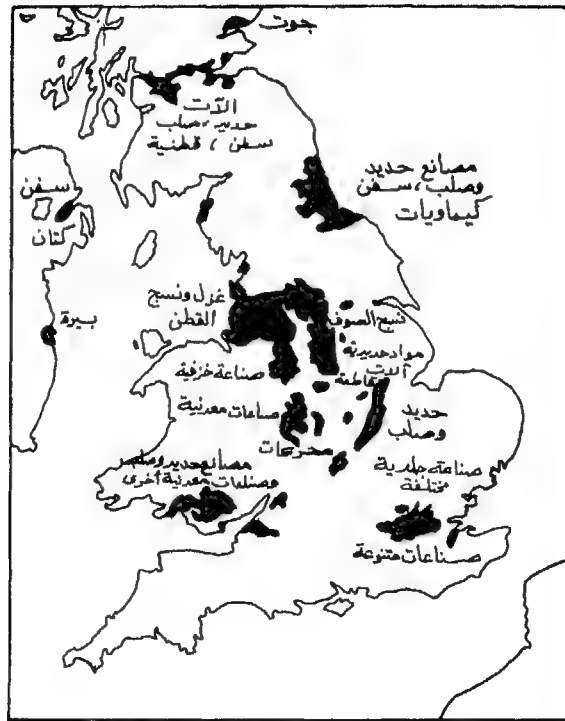 جوت
آلات
حديد، صلب
سفن، قطنية
مصانع حديد
وصلب، سفن
كيماويات
سفن
كتان
بيرة
غزل ونسج
القطن
نسج الصوف
مواد حديدية
آلات
قاطعة
صناعة خزفية
صناعات معدنية
حديد
وصلب
محركات
مصانع حديد وصلب
وصناعات معدنية أخرى
صناعة جلدية
مختلفة
صناعات متنوعة